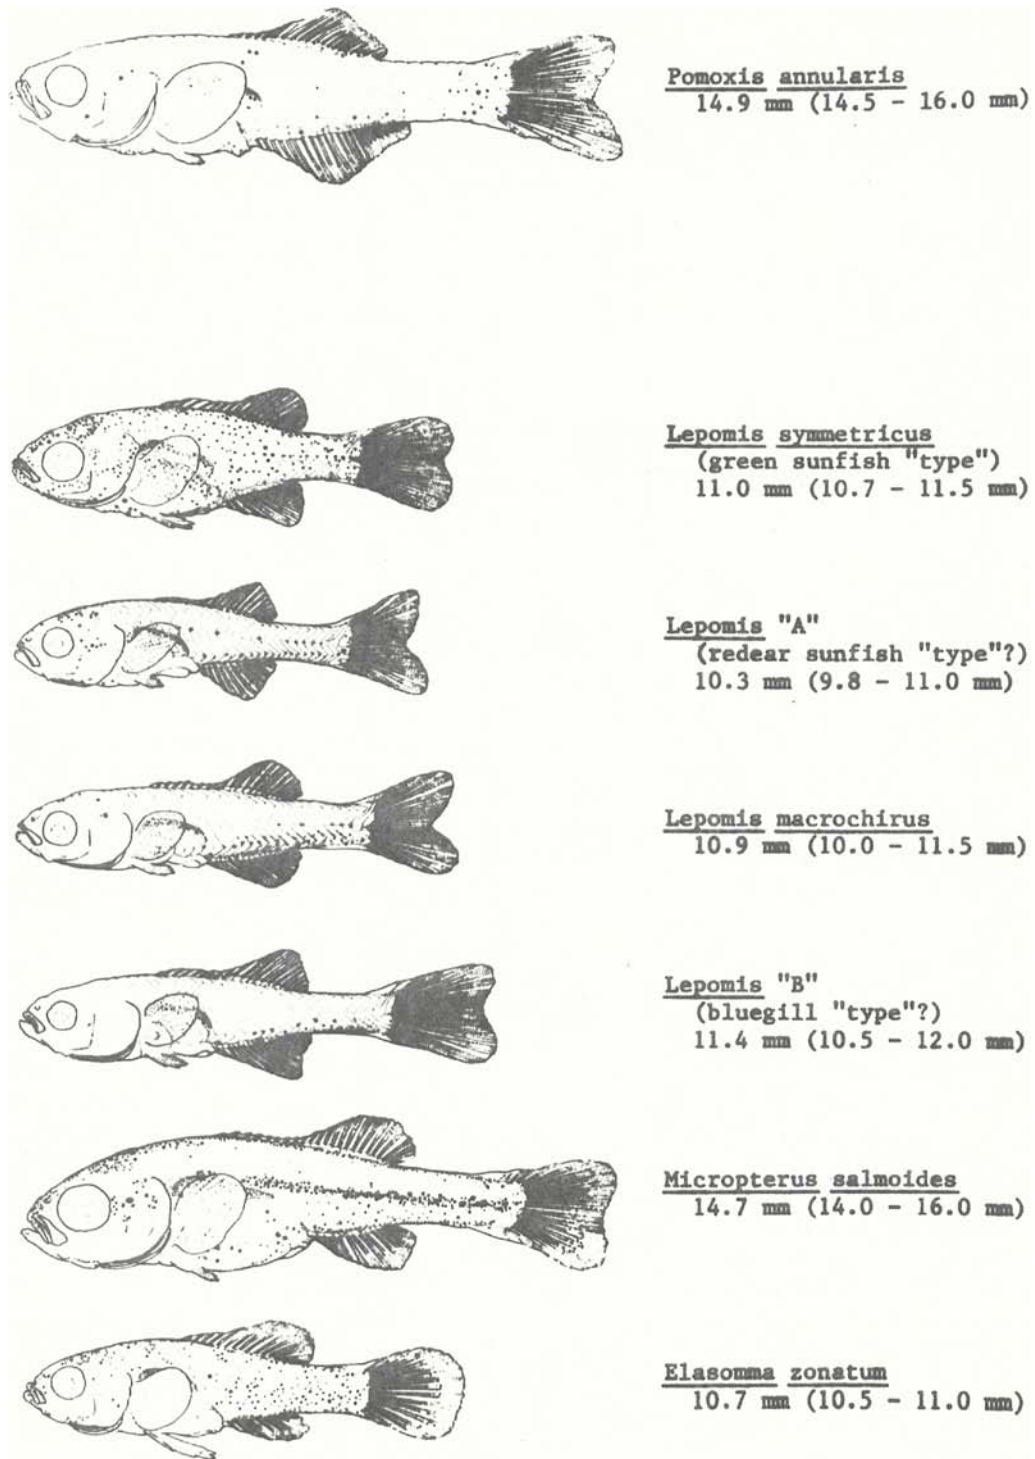 Pomoxis annularis
14.9 mm (14.5 - 16.0 mm)
Lepomis symmetricus
(green sunfish "type")
11.0 mm (10.7 - 11.5 mm)
Lepomis "A"
(redear sunfish "type"?)
10.3 mm (9.8 - 11.0 mm)
Lepomis macrochirus
10.9 mm (10.0 - 11.5 mm)
Lepomis "B"
(bluegill "type"?)
11.4 mm (10.5 - 12.0 mm)
Micropterus salmoides
14.7 mm (14.0 - 16.0 mm)
Elasomma zonatum
10.7 mm (10.5 - 11.0 mm)